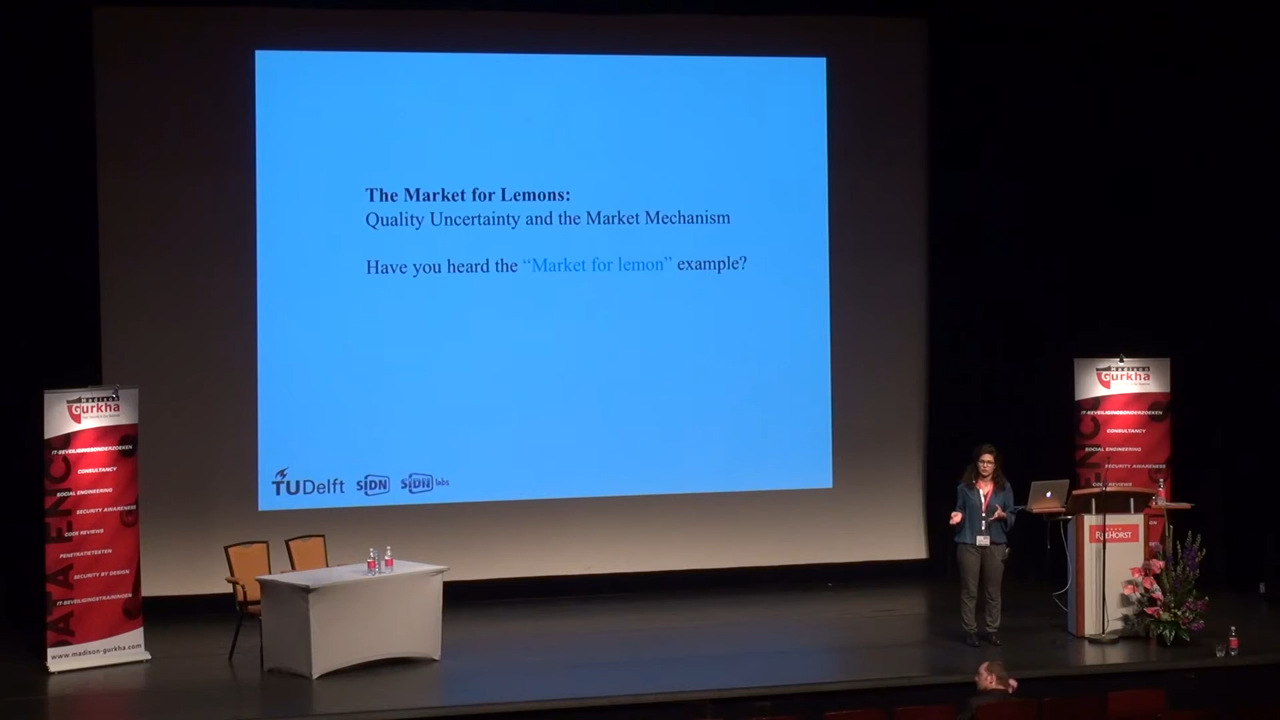 The Market for Lemons:
Quality Uncertainty and the Market Mechanism
Have you heard the “Market for lemon” example?
TUDelft SIDN SIDN labs
Madison
Gurkha
IT-BEVEILIGINGSONDERZOEKEN
CONSULTANCY
SOCIAL ENGINEERING
SECURITY AWARENESS
CODE REVIEWS
PENETRATIETESTEN
SECURITY BY DESIGN
IT-BEVEILIGINGSTRAININGEN
www.madison-gurkha.com
Madison
Gurkha
IT-BEVEILIGINGSONDERZOEKEN
CONSULTANCY
SOCIAL ENGINEERING
SECURITY AWARENESS
REVIEWS
REEHORST